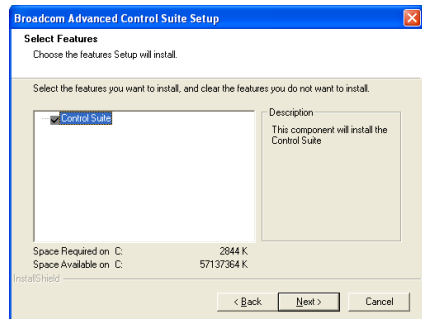 Broadcom Advanced Control Suite Setup
Select Features
Choose the features Setup will install.
Select the features you want to install, and clear the features you do not want to install.
Control Suite
Description
This component will install the
Control Suite
Space Required on C: 2844 K
Space Available on C: 57137364 K
InstallShield
< Back Next > Cancel